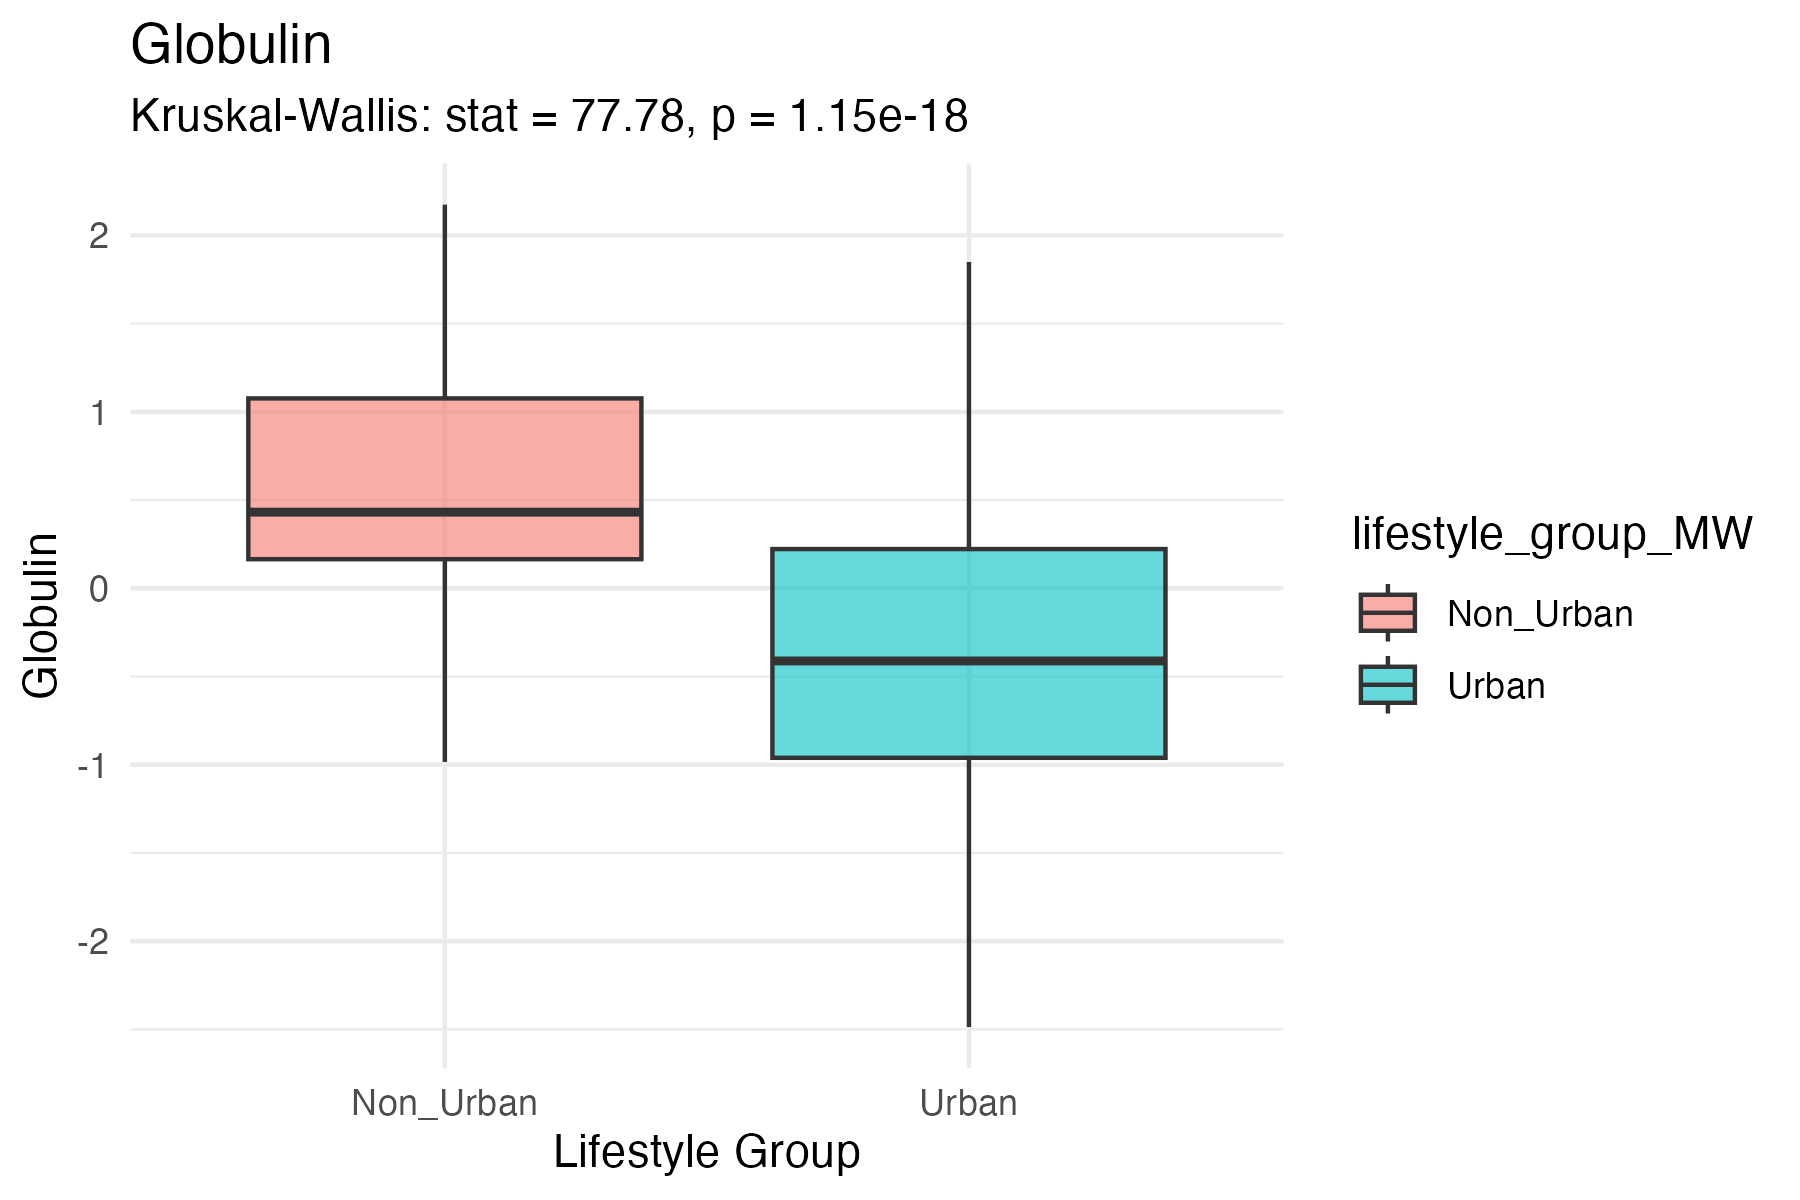 Globulin
Kruskal-Wallis: stat = 77.78, p = 1.15e-18
Globulin
2
1
0
-1
-2
Non_Urban
Urban
Lifestyle Group
lifestyle_group_MW
Non_Urban
Urban